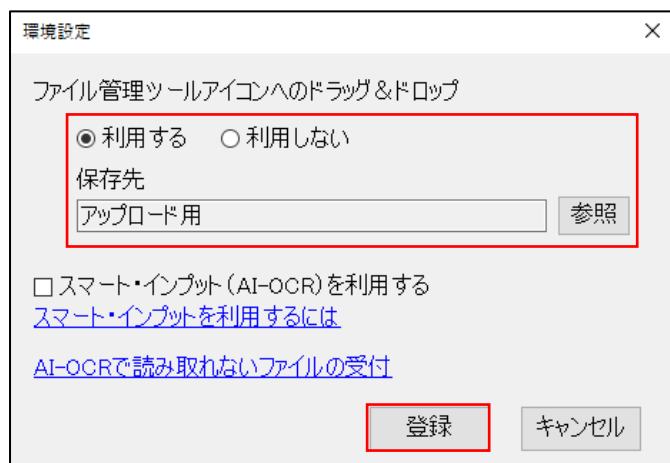 環境設定
ファイル管理ツールアイコンへのドラッグ&ドロップ
利用する 利用しない
保存先
アップロード用 参照
スマート・インプット(AI-OCR)を利用する
スマート・インプットを利用するには
AI-OCRで読み取れないファイルの受付
登録 キャンセル